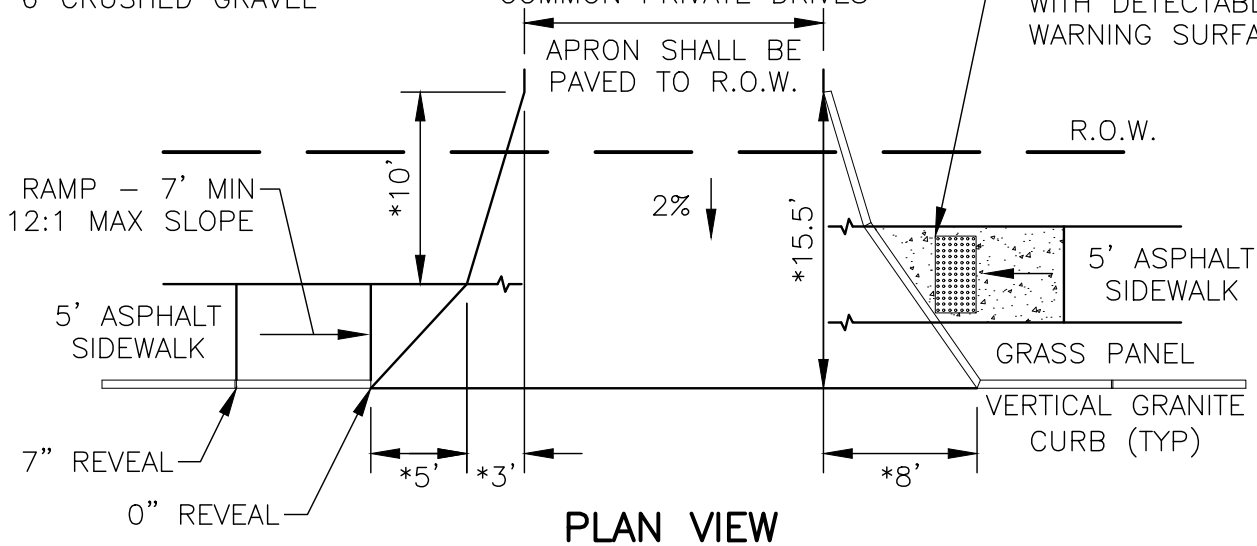 6" CRUSHED GRAVEL
COMMON PRIVATE DRIVES
WITH DETECTABLE
WARNING SURFA
APRON SHALL BE
PAVED TO R.O.W.
R.O.W.
RAMP – 7' MIN
12:1 MAX SLOPE
*10'
2%
*15.5'
5' ASPHALT
SIDEWALK
5' ASPHALT
SIDEWALK
GRASS PANEL
VERTICAL GRANITE
CURB (TYP)
7" REVEAL
*5'
*3'
*8'
0" REVEAL
PLAN VIEW